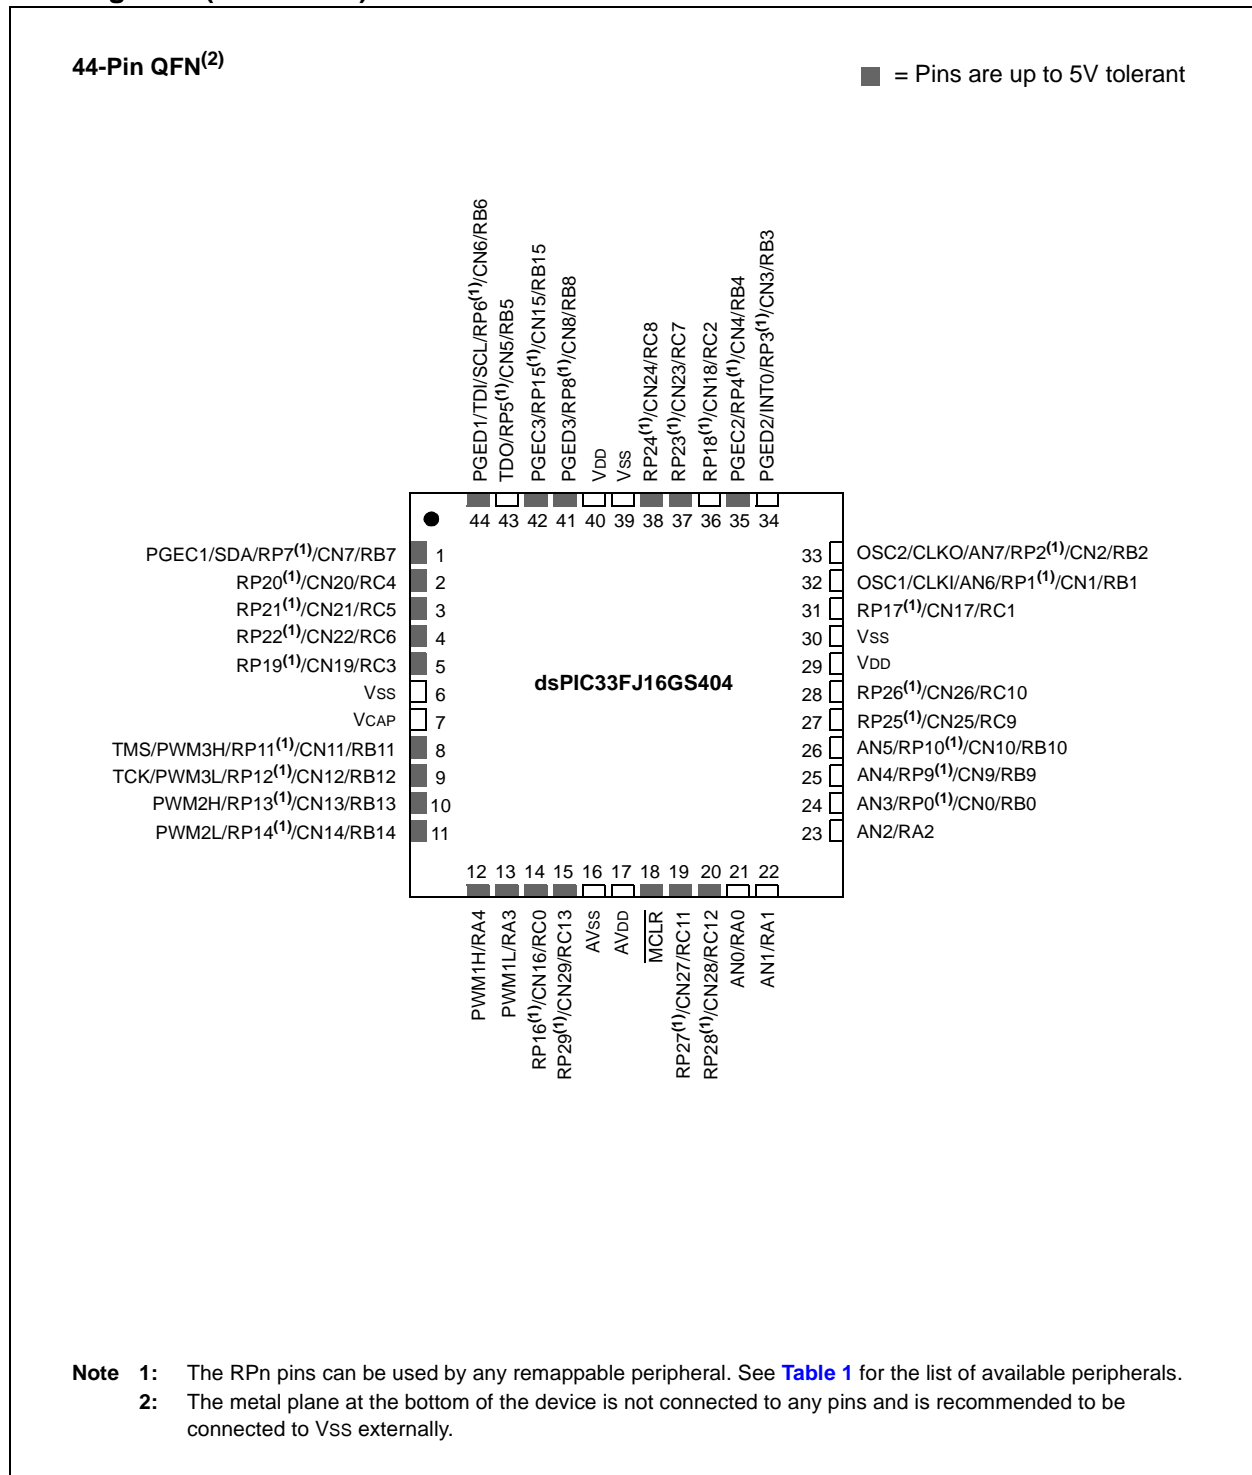 44-Pin QFN(2)
= Pins are up to 5V tolerant
PGED1/TDI/SCL/RP6(1)/CN6/RB6
TDO/RP5(1)/CN5/RB5
PGEC3/RP15(1)/CN15/RB15
PGED3/RP8(1)/CN8/RB8
VDD
VSS
RP24(1)/CN24/RC8
RP23(1)/CN23/RC7
RP18(1)/CN18/RC2
PGEC2/RP4(1)/CN4/RB4
PGED2/INT0/RP3(1)/CN3/RB3
44 43 42 41 40 39 38 37 36 35 34
PGEC1/SDA/RP7(1)/CN7/RB7 1
RP20(1)/CN20/RC4 2
RP21(1)/CN21/RC5 3
RP22(1)/CN22/RC6 4
RP19(1)/CN19/RC3 5
VSS 6
VCAP 7
TMS/PWM3H/RP11(1)/CN11/RB11 8
TCK/PWM3L/RP12(1)/CN12/RB12 9
PWM2H/RP13(1)/CN13/RB13 10
PWM2L/RP14(1)/CN14/RB14 11
dsPIC33FJ16GS404
33 OSC2/CLKO/AN7/RP2(1)/CN2/RB2
32 OSC1/CLKI/AN6/RP1(1)/CN1/RB1
31 RP17(1)/CN17/RC1
30 VSS
29 VDD
28 RP26(1)/CN26/RC10
27 RP25(1)/CN25/RC9
26 AN5/RP10(1)/CN10/RB10
25 AN4/RP9(1)/CN9/RB9
24 AN3/RP0(1)/CN0/RB0
23 AN2/RA2
12 13 14 15 16 17 18 19 20 21 22
PWM1H/RA4
PWM1L/RA3
RP16(1)/CN16/RC0
RP29(1)/CN29/RC13
AVSS
AVDD
MCLR
RP27(1)/CN27/RC11
RP28(1)/CN28/RC12
AN0/RA0
AN1/RA1
Note 1: The RPn pins can be used by any remappable peripheral. See Table 1 for the list of available peripherals.
2: The metal plane at the bottom of the device is not connected to any pins and is recommended to be
connected to VSS externally.